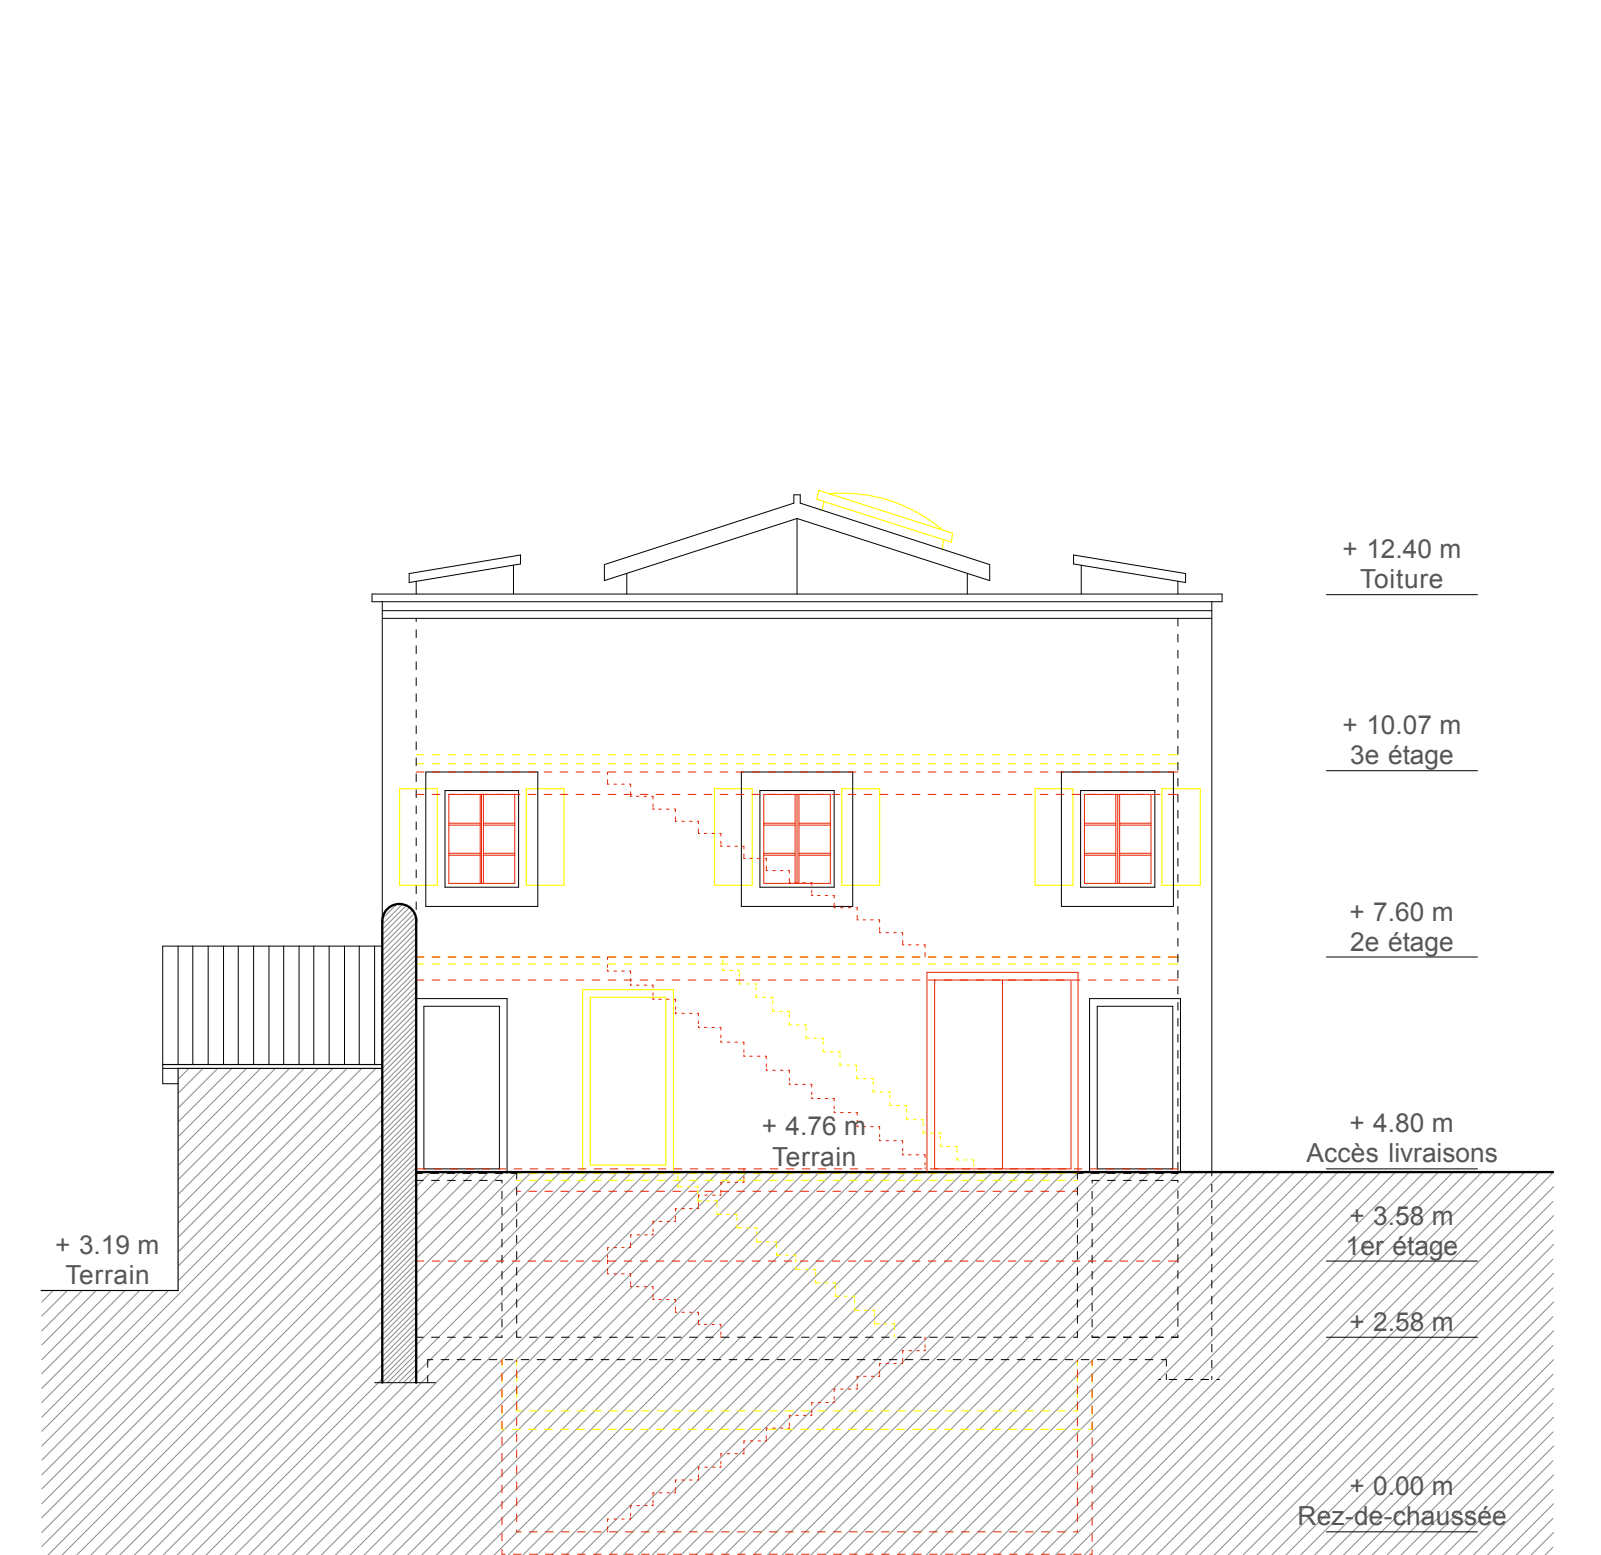 + 12.40 m
Toiture
+ 10.07 m
3e étage
+ 7.60 m
2e étage
+ 4.76 m
Terrain
+ 4.80 m
Accès livraisons
+ 3.58 m
1er étage
+ 3.19 m
Terrain
+ 2.58 m
+ 0.00 m
Rez-de-chaussée